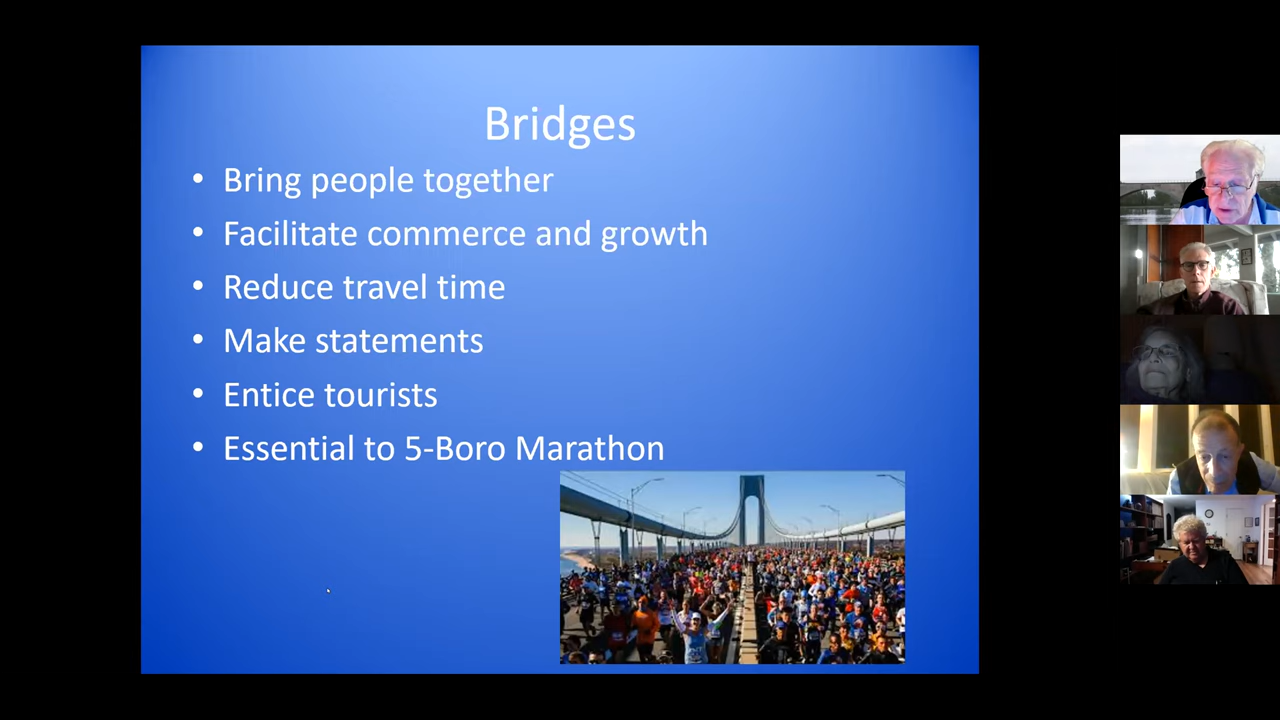 Bridges
• Bring people together
• Facilitate commerce and growth
• Reduce travel time
• Make statements
• Entice tourists
• Essential to 5-Boro Marathon